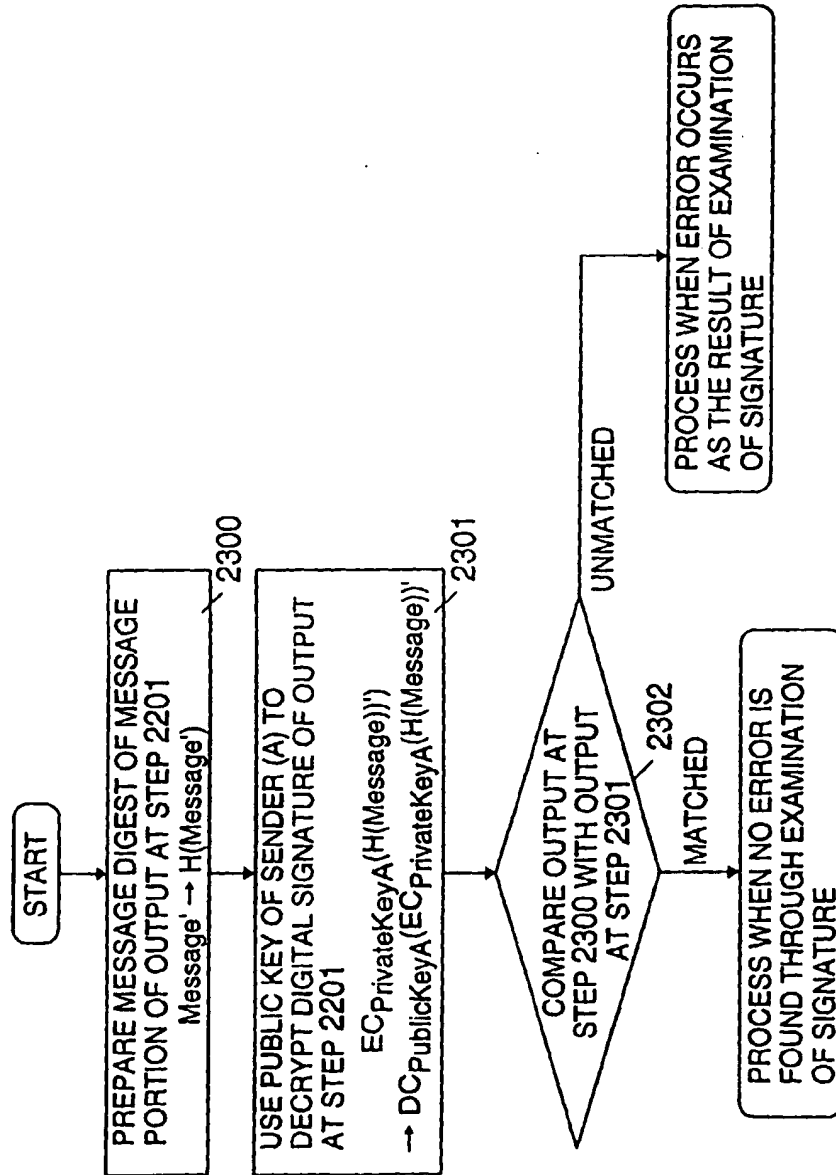 START
PREPARE MESSAGE DIGEST OF MESSAGE
PORTION OF OUTPUT AT STEP 2201
Message' → H(Message')
2300
USE PUBLIC KEY OF SENDER (A) TO
DECRYPT DIGITAL SIGNATURE OF OUTPUT
AT STEP 2201
ECPrivateKeyA(H(Message))')
→ DCPublicKeyA(ECPrivateKeyA(H(Message))'
2301
COMPARE OUTPUT AT
STEP 2300 WITH OUTPUT
AT STEP 2301
2302
UNMATCHED
MATCHED
PROCESS WHEN ERROR OCCURS
AS THE RESULT OF EXAMINATION
OF SIGNATURE
PROCESS WHEN NO ERROR IS
FOUND THROUGH EXAMINATION
OF SIGNATURE